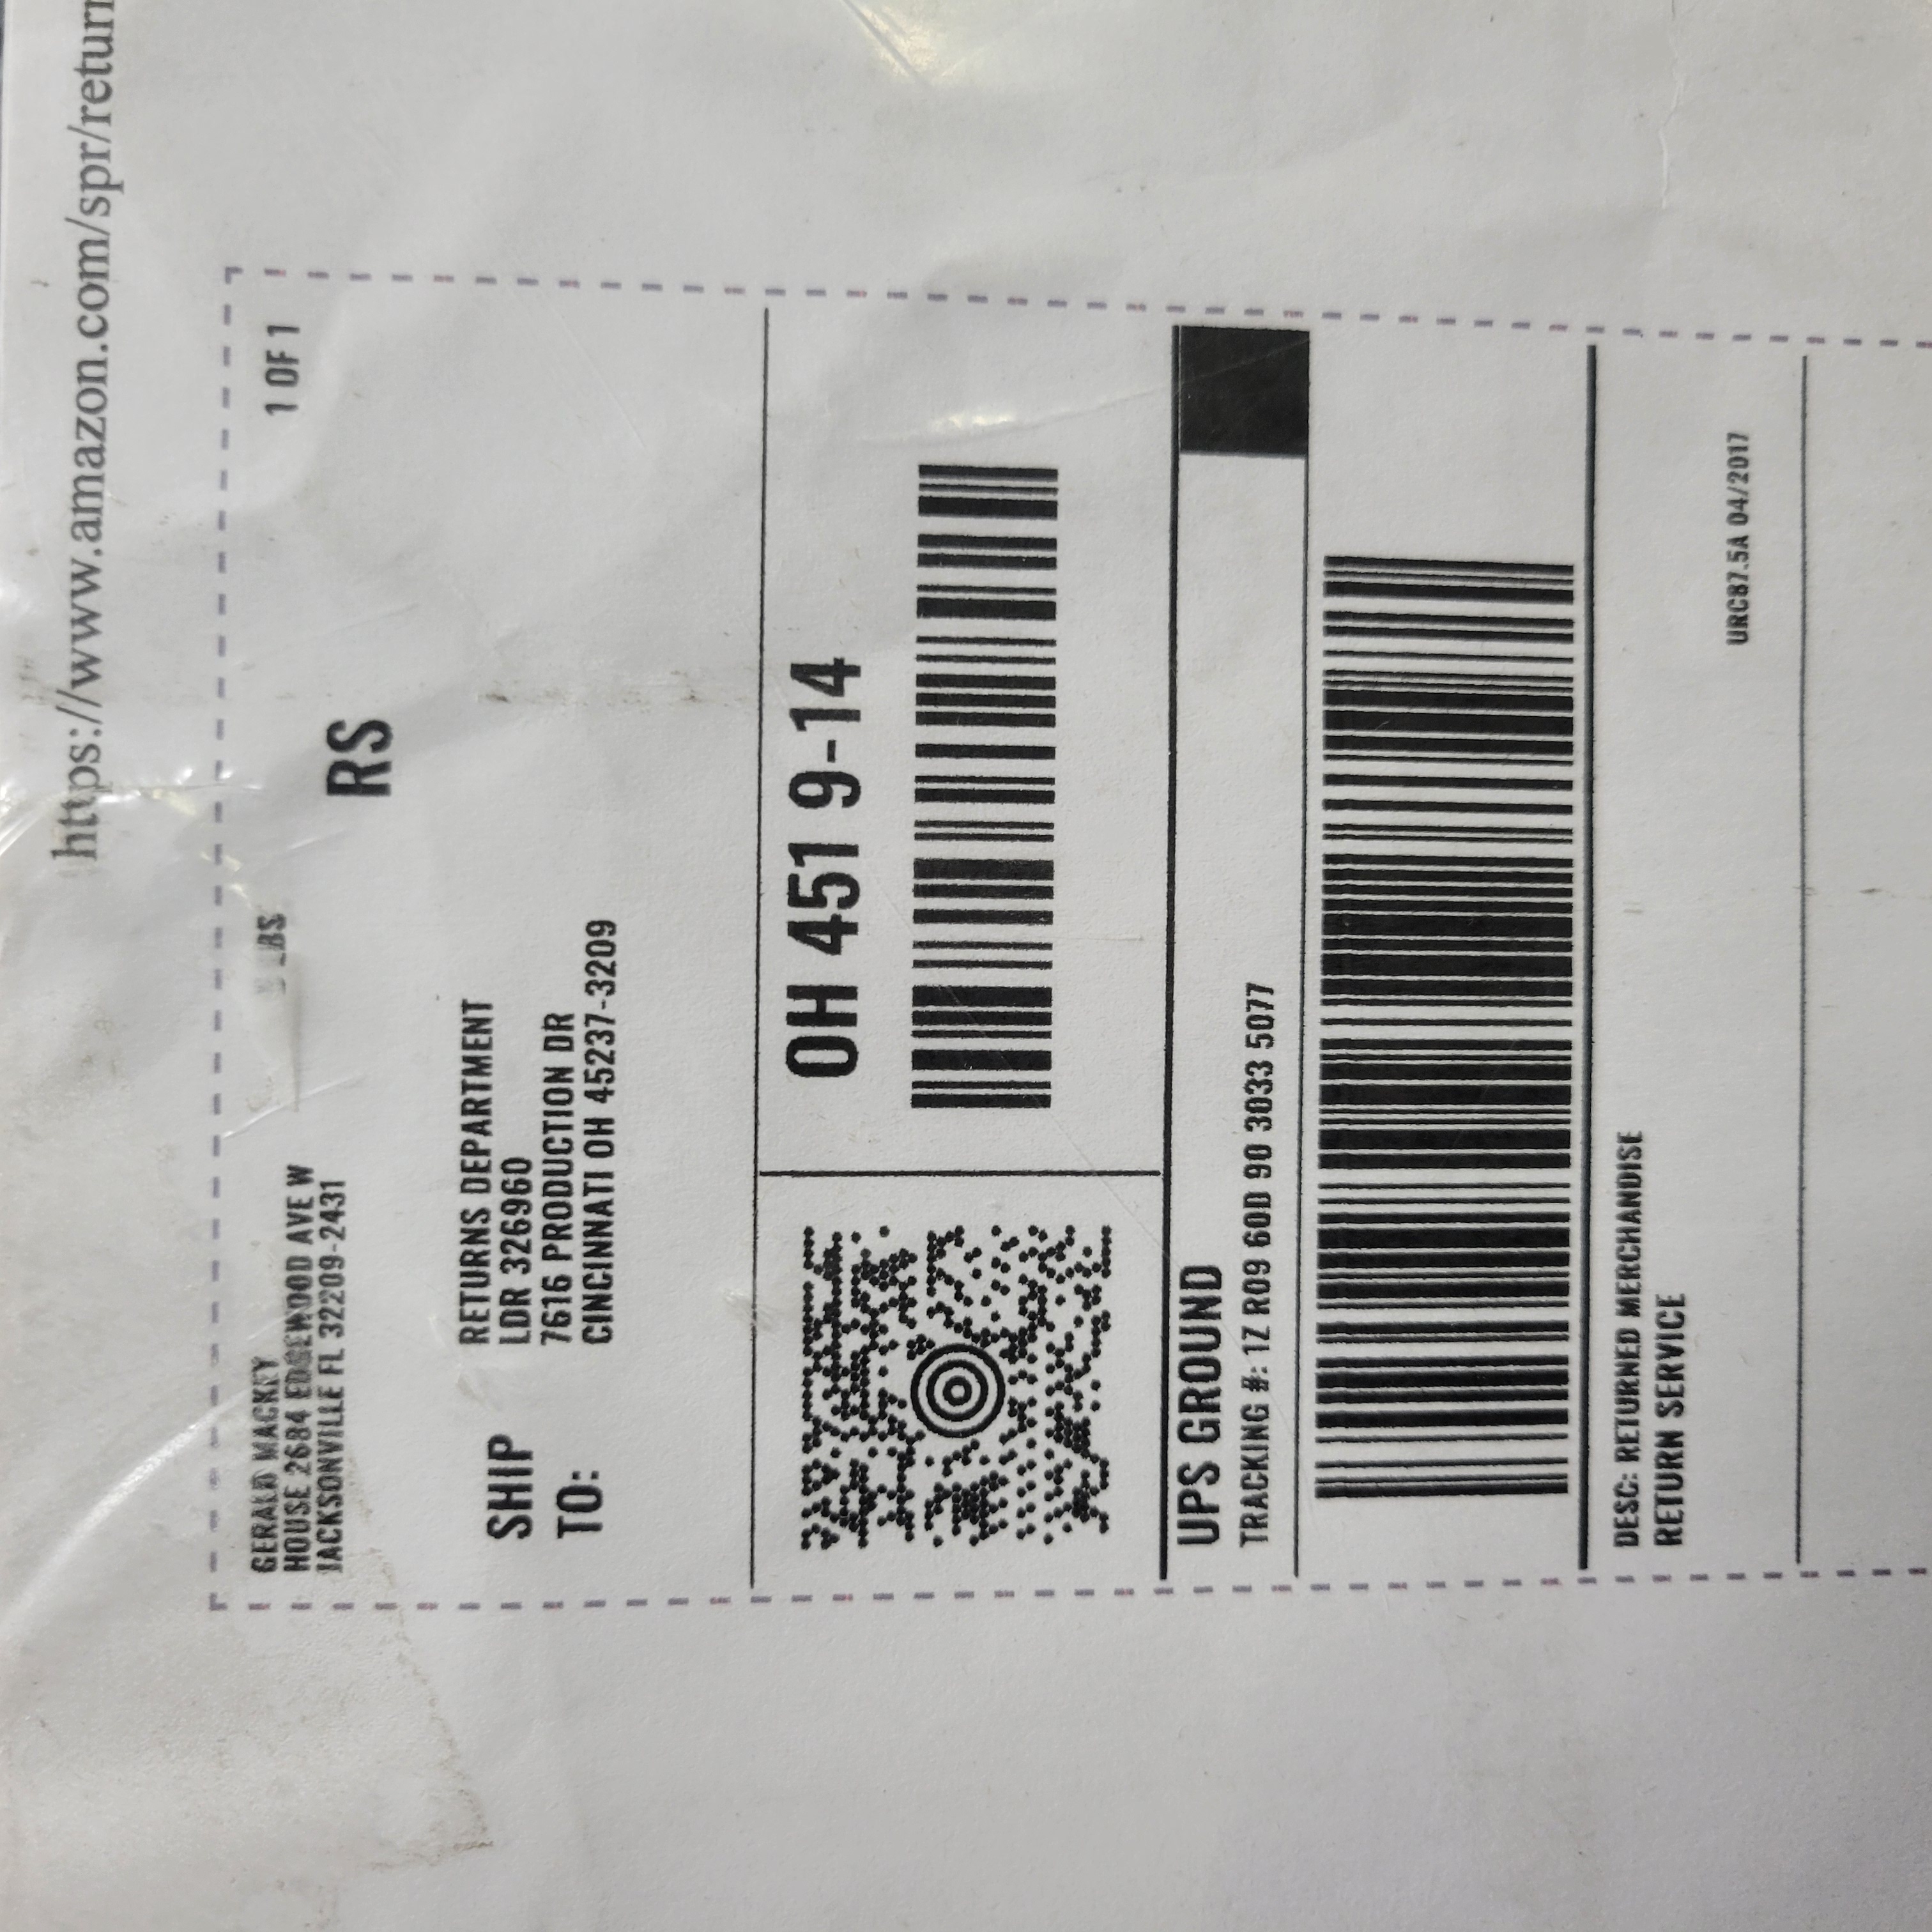 https://www.amazon.com/spr/return
GERALD MACKEY
HOUSE 2684 EDGEWOOD AVE W
JACKSONVILLE FL 32209-2431
LBS
1 OF 1
RS
SHIP TO:
RETURNS DEPARTMENT
LDR 326960
7616 PRODUCTION DR
CINCINNATI OH 45237-3209
OH 451 9-14
UPS GROUND
TRACKING #: 1Z R09 60D 90 3033 5077
DESC: RETURNED MERCHANDISE
RETURN SERVICE
URC87.5A 04/2017